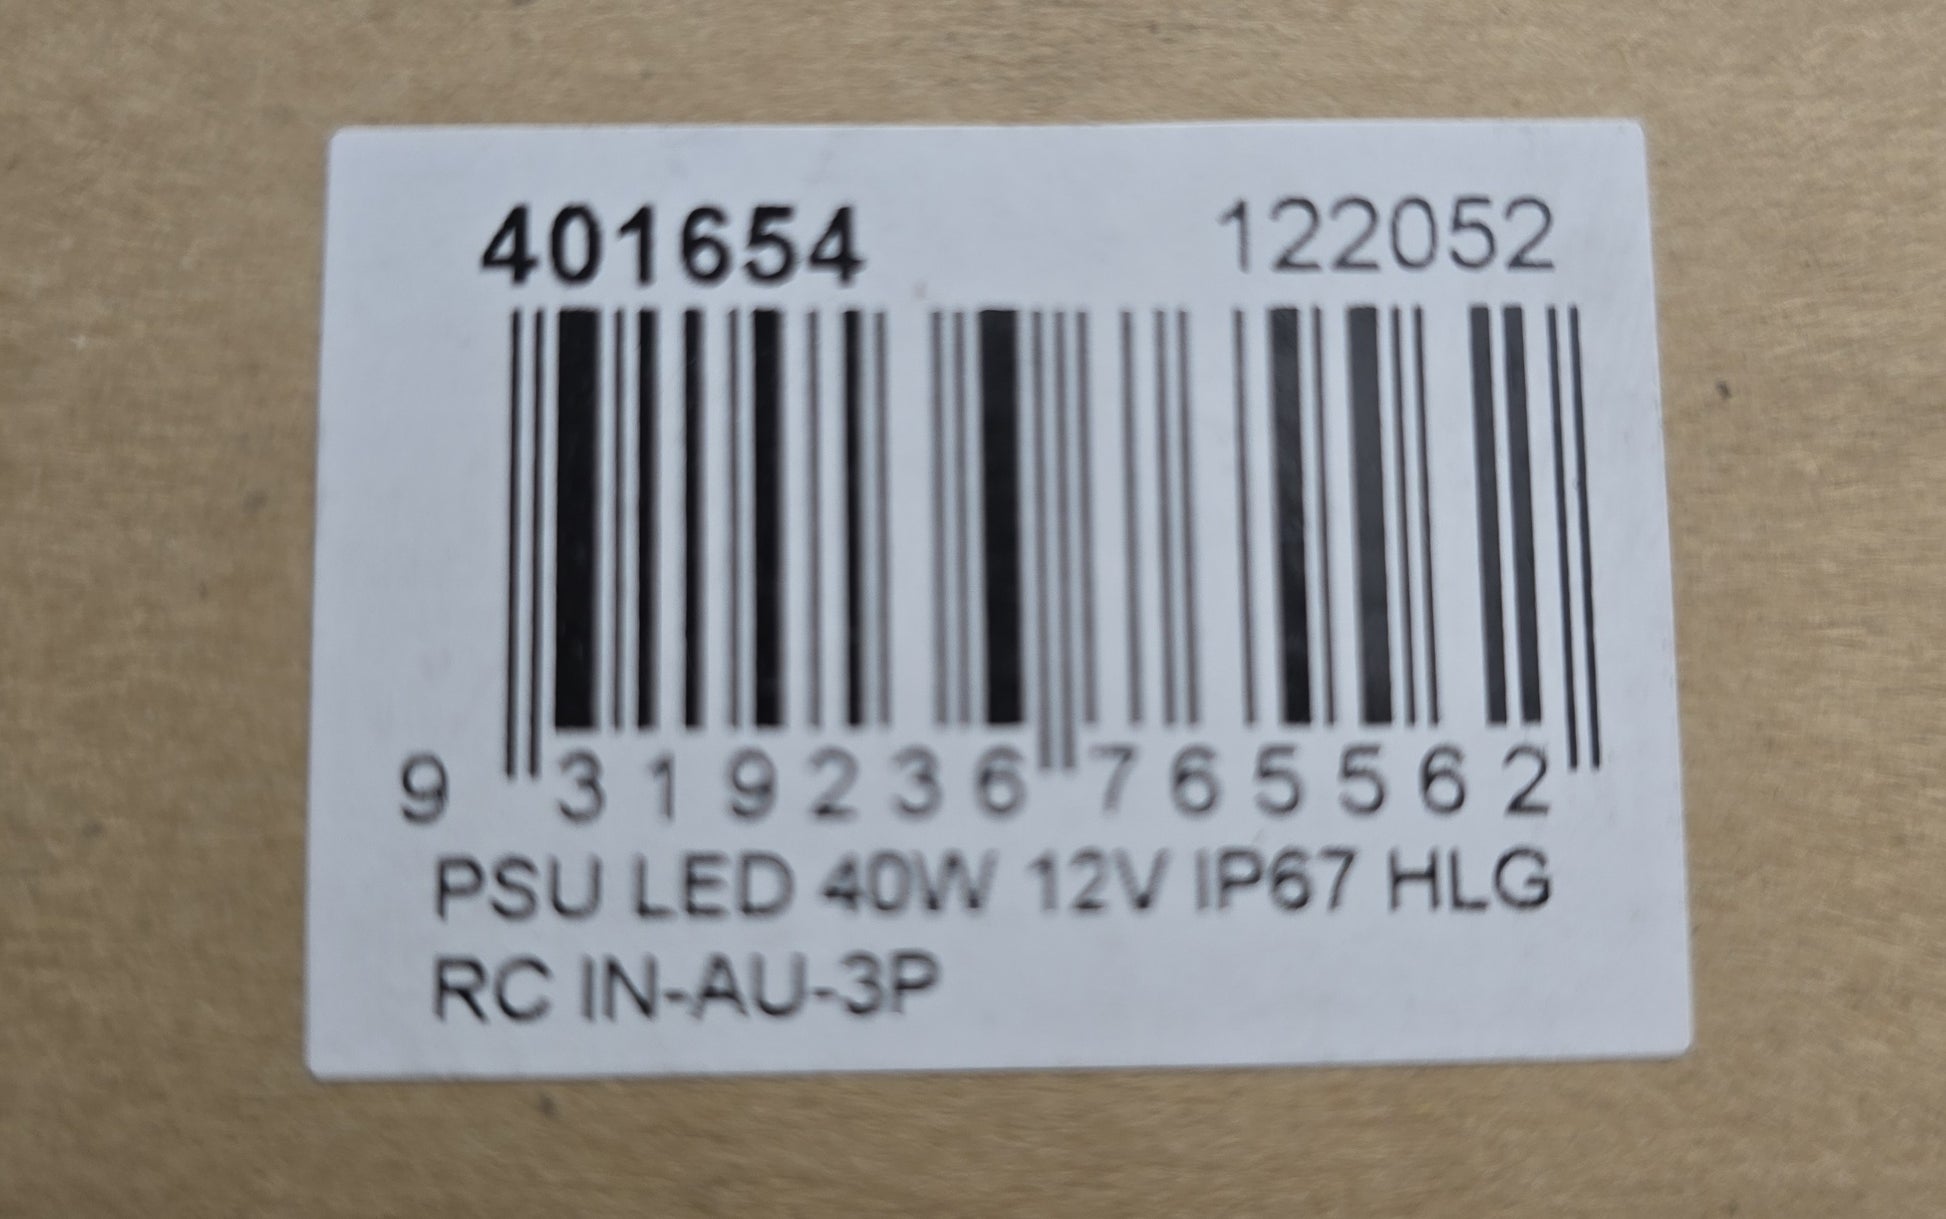 401654 122052
9 319236 765562
PSU LED 40W 12V IP67 HLG
RC IN-AU-3P